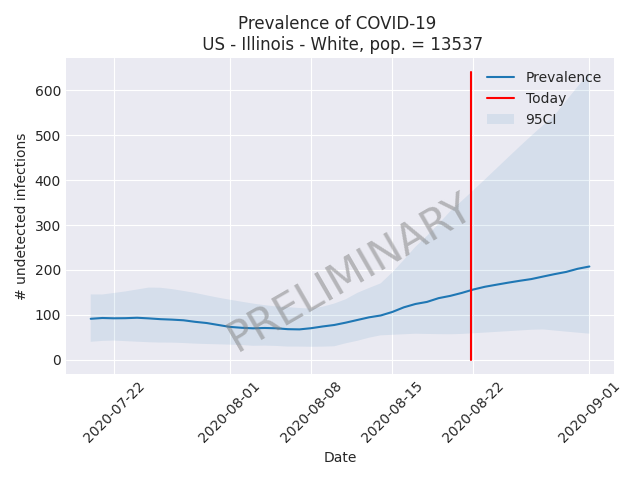 Prevalence of COVID-19
US - Illinois - White, pop. = 13537
Prevalence
Today
95CI
600
500
400
300
200
100
0
# undetected infections
PRELIMINARY
2020-07-22
2020-08-01
2020-08-08
2020-08-15
2020-08-22
2020-09-01
Date